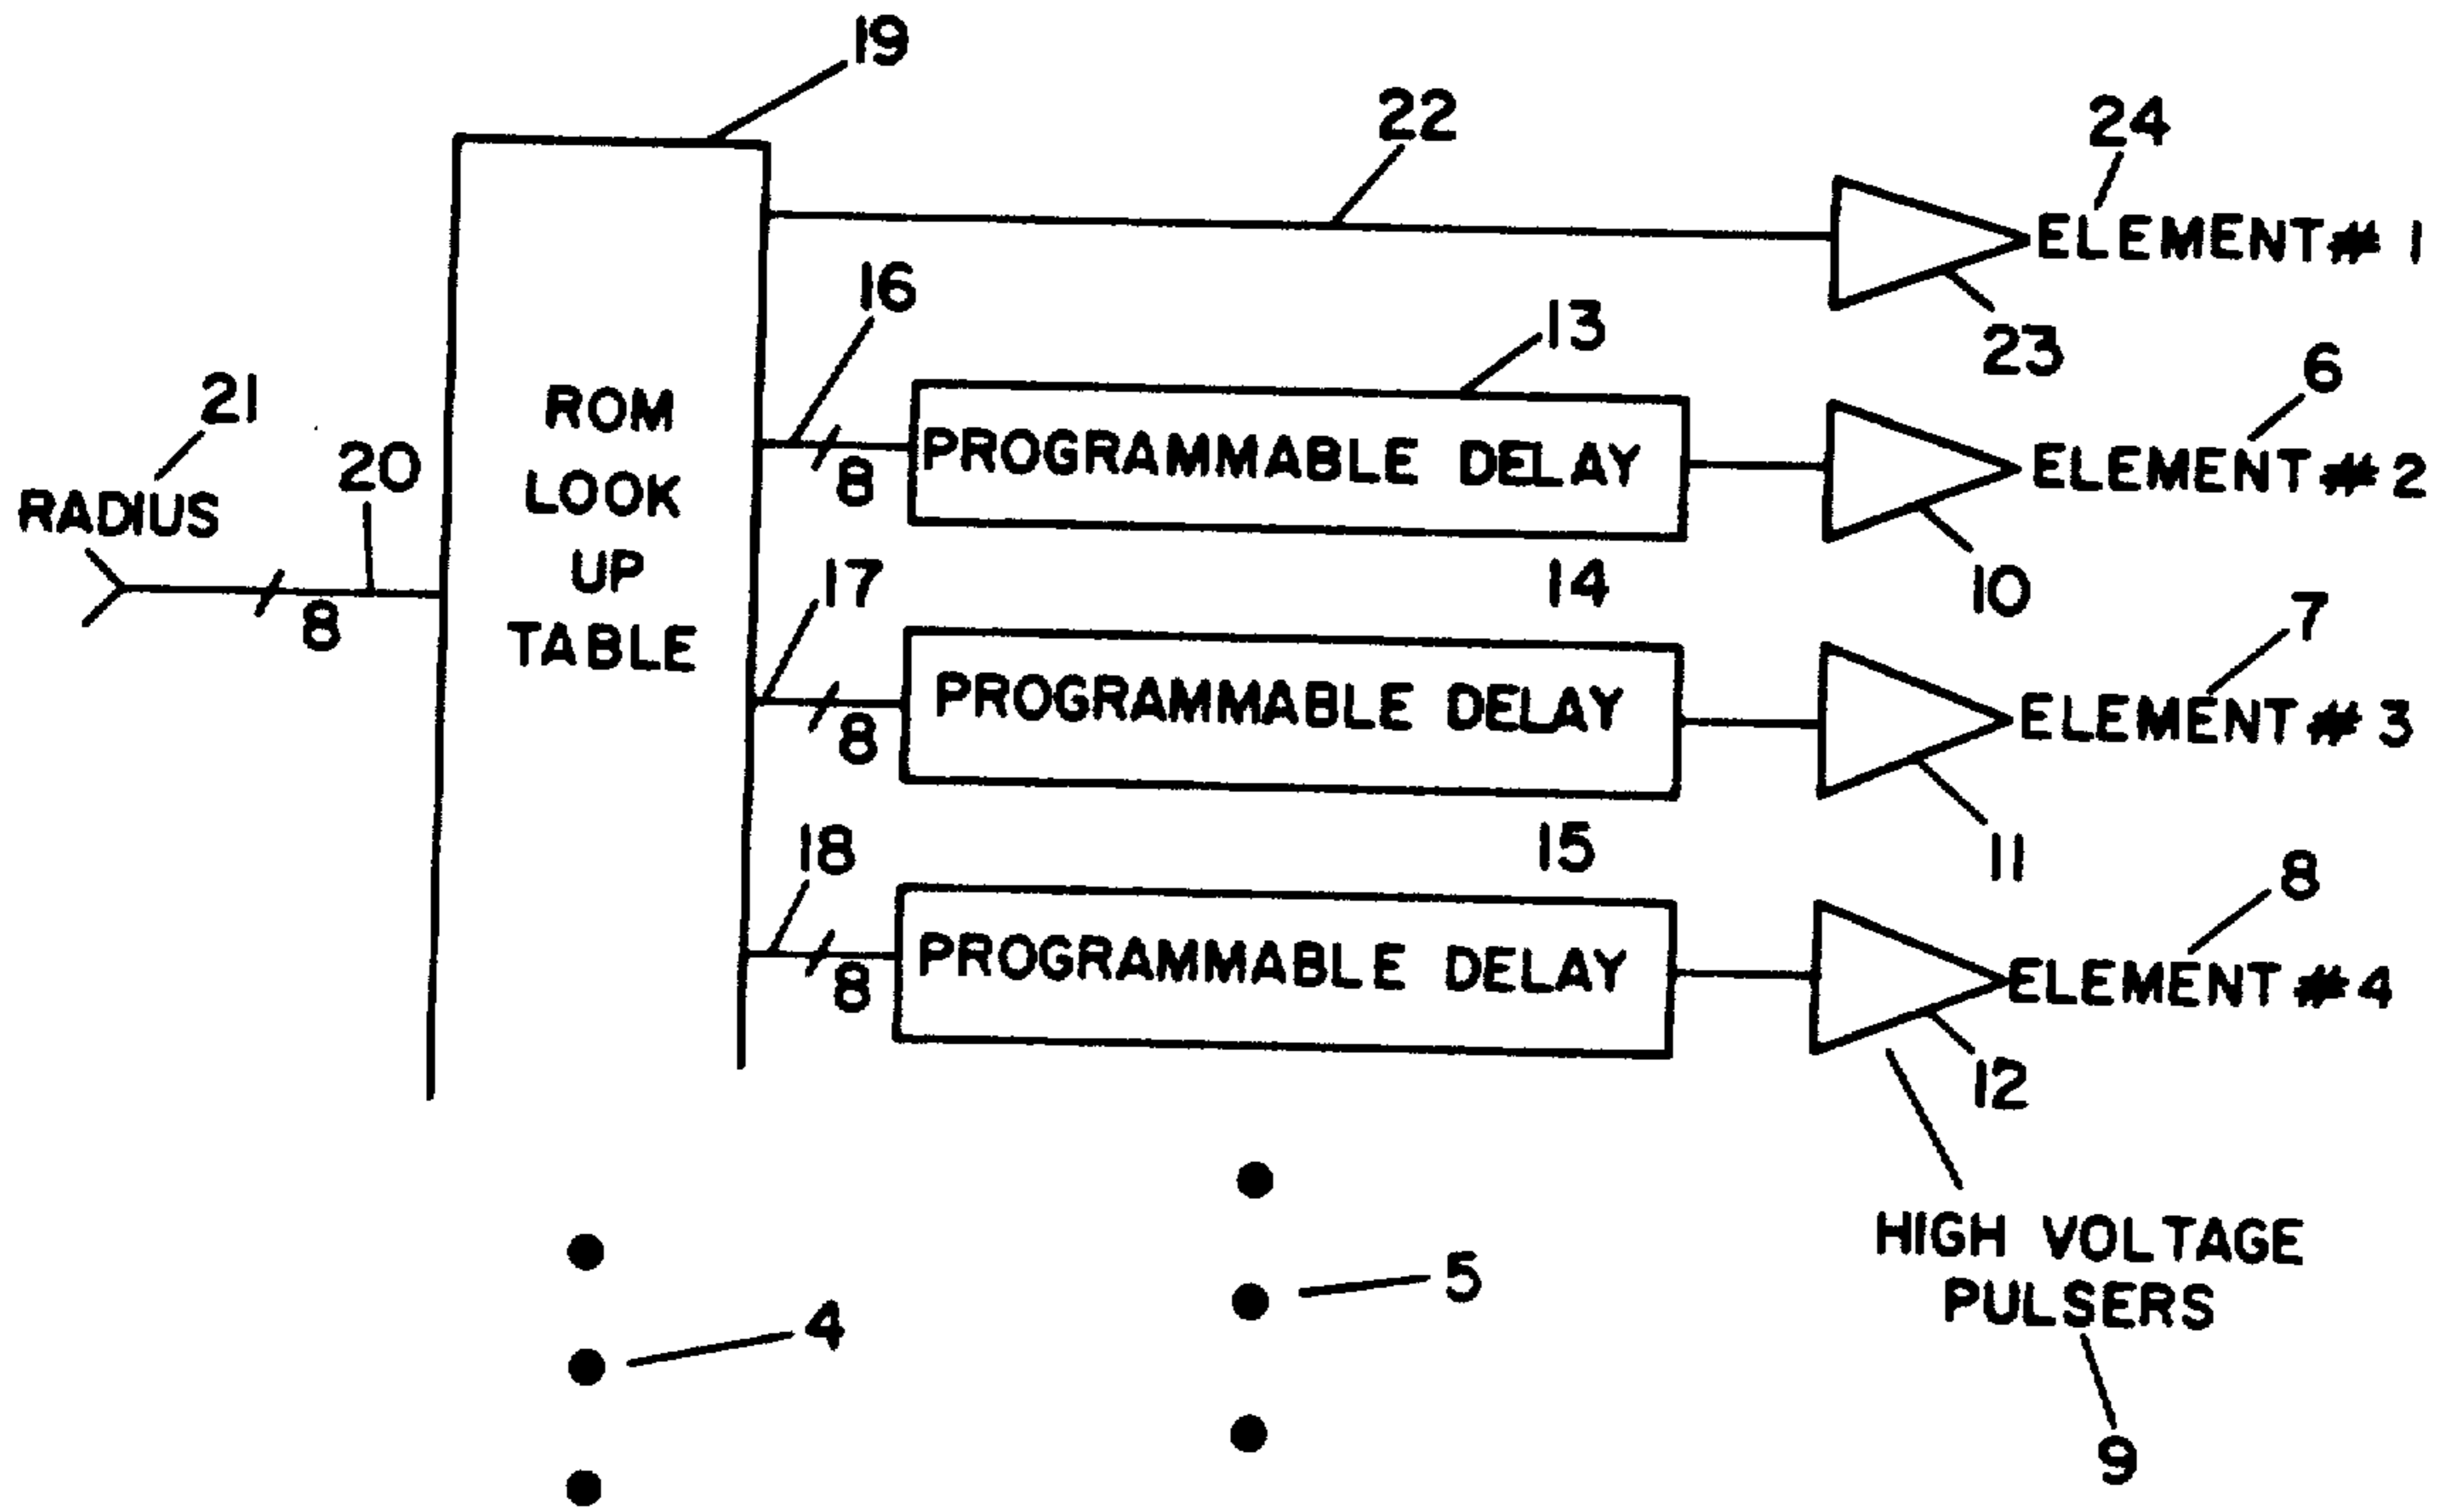 19
22
24
ELEMENT# 1
23
16
13
6
8
PROGRAMMABLE DELAY
ELEMENT# 2
10
21
RADIUS
20
8
ROM
LOOK
UP
TABLE
17
14
7
8
PROGRAMMABLE DELAY
ELEMENT# 3
11
18
15
8
8
PROGRAMMABLE DELAY
ELEMENT #4
12
HIGH VOLTAGE
PULSERS
9
4
5